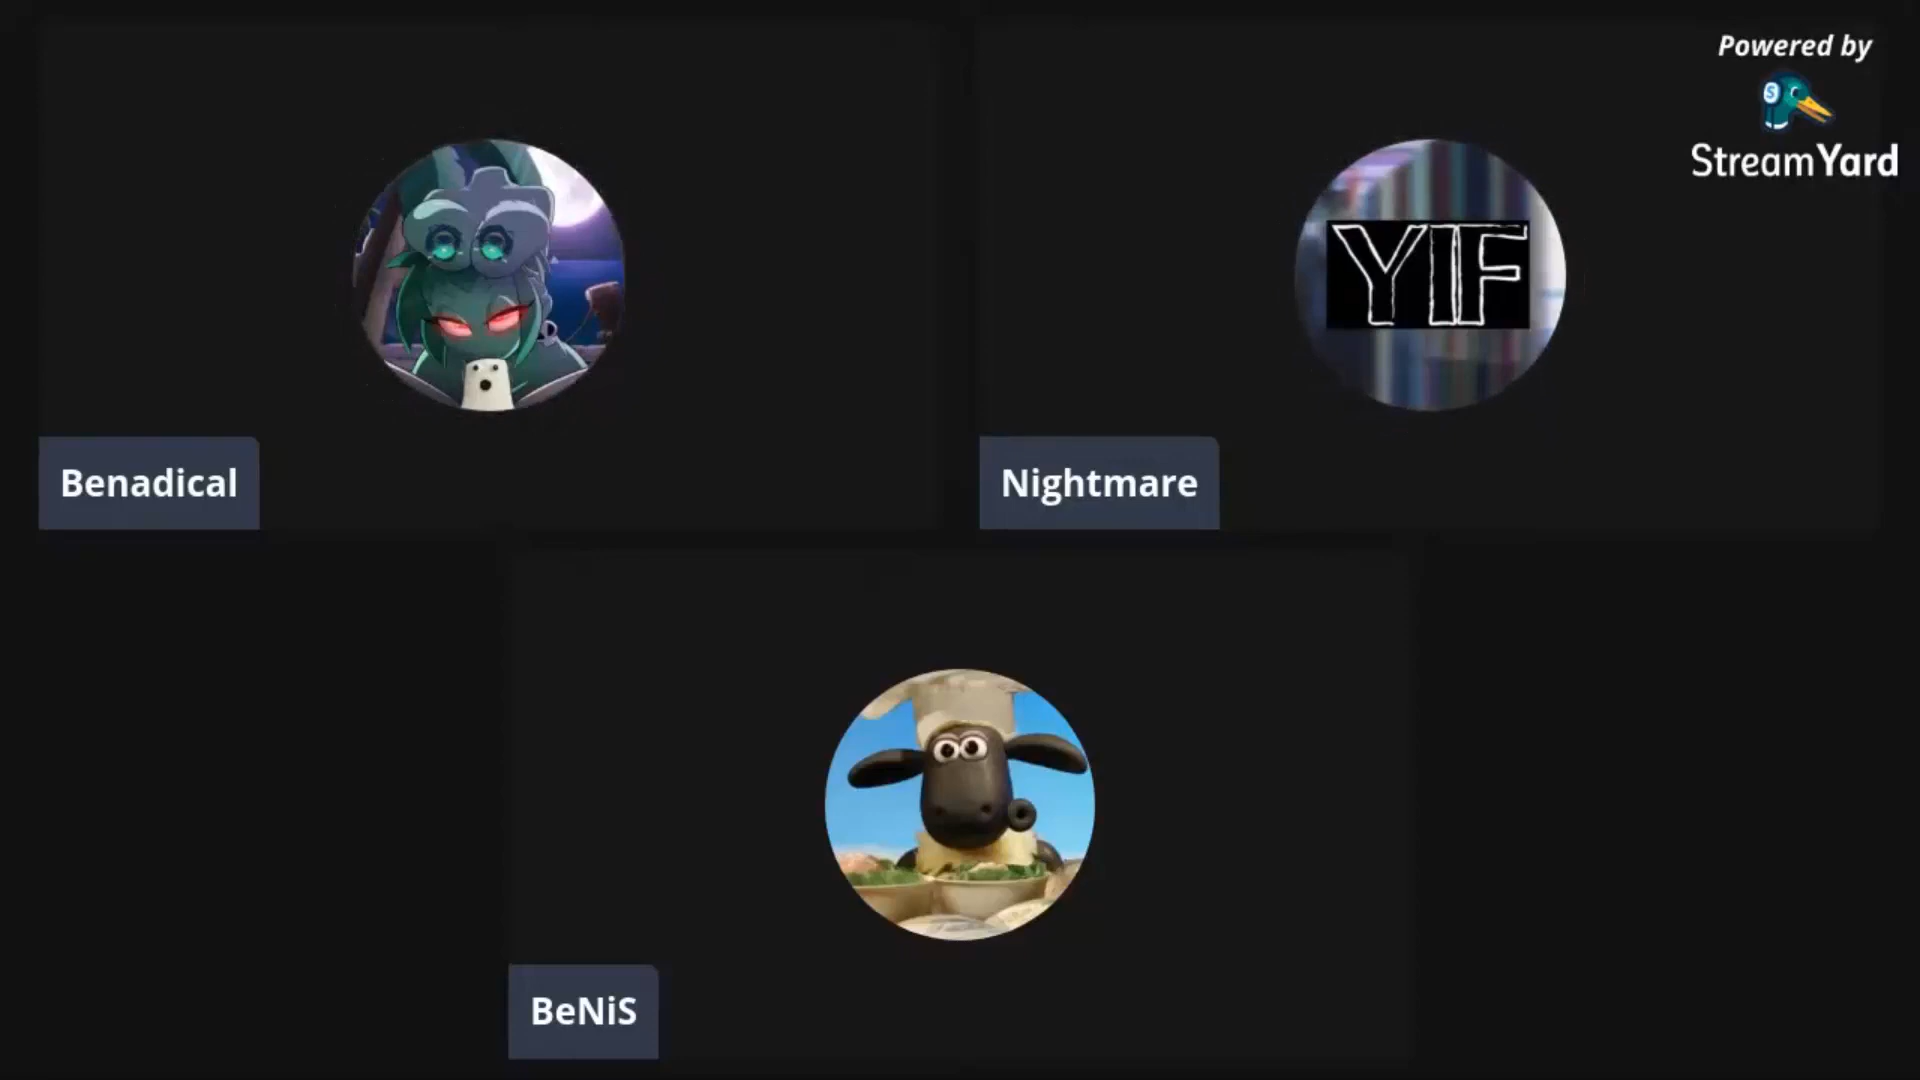 Powered by
StreamYard
YIF
Benadical
Nightmare
BeNiS